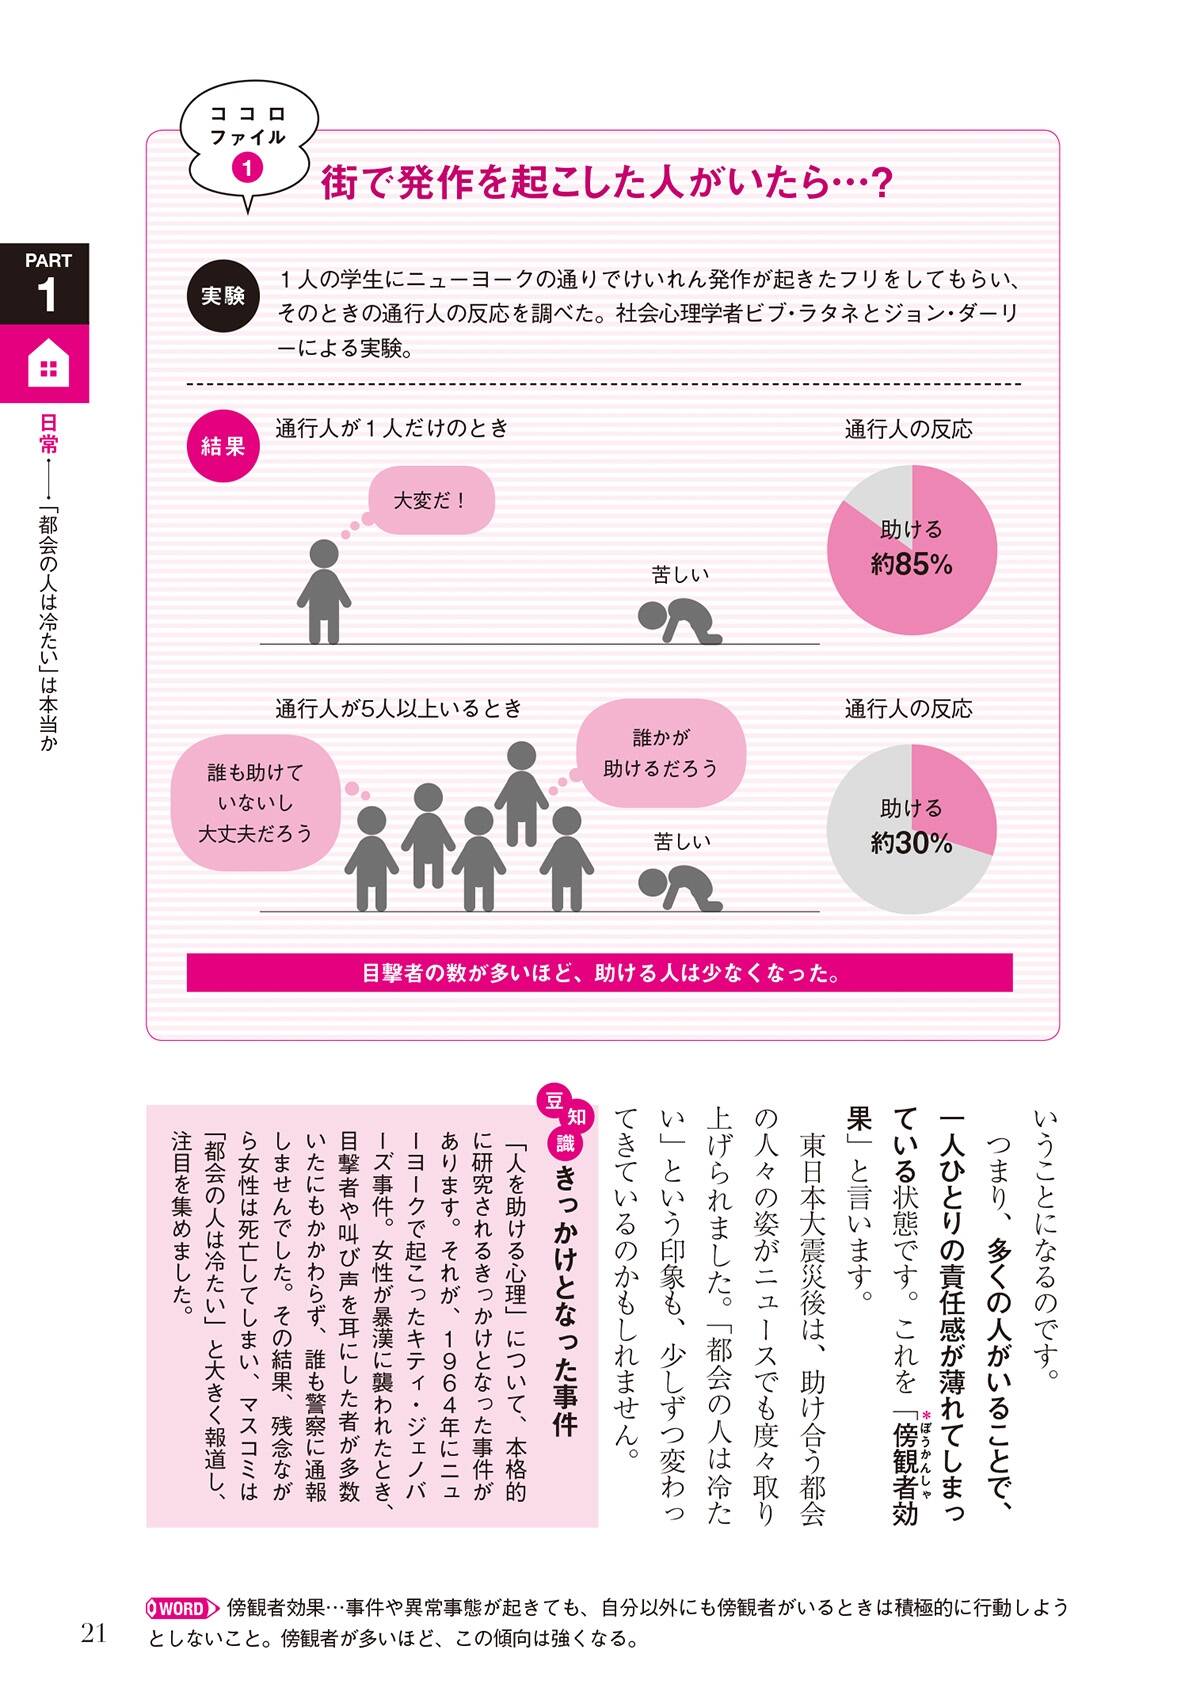 ココロ
ファイル
1
街で発作を起こした人がいたら…?
PART
1
日常――「都会の人は冷たい」は本当か
実験
1人の学生にニューヨークの通りでけいれん発作が起きたフリをしてもらい、
そのときの通行人の反応を調べた。社会心理学者ビブ・ラタネとジョン・ダーリ
ーによる実験。
結果
通行人が1人だけのとき
通行人の反応
大変だ!
苦しい
助ける
約85%
通行人が5人以上いるとき
通行人の反応
誰も助けて
いないし
大丈夫だろう
誰かが
助けるだろう
苦しい
助ける
約30%
目撃者の数が多いほど、助ける人は少なくなった。
いうことになるのです。
つまり、多くの人がいることで、
一人ひとりの責任感が薄れてしまっ
ている状態です。これを「傍観者効
*ぼうかんしゃ
果」と言います。
東日本大震災後は、助け合う都会
の人々の姿がニュースでも度々取り
上げられました。「都会の人は冷た
い」という印象も、少しずつ変わっ
てきているのかもしれません。
豆知識
きっかけとなった事件
「人を助ける心理」について、本格的
に研究されるきっかけとなった事件が
あります。それが、1964年にニュ
ーヨークで起こったキティ・ジェノバ
ーズ事件。女性が暴漢に襲われたとき、
目撃者や叫び声を耳にした者が多数
いたにもかかわらず、誰も警察に通報
しませんでした。その結果、残念なが
ら女性は死亡してしまい、マスコミは
「都会の人は冷たい」と大きく報道し、
注目を集めました。
WORD 傍観者効果…事件や異常事態が起きても、自分以外にも傍観者がいるときは積極的に行動しよう
としないこと。傍観者が多いほど、この傾向は強くなる。
21